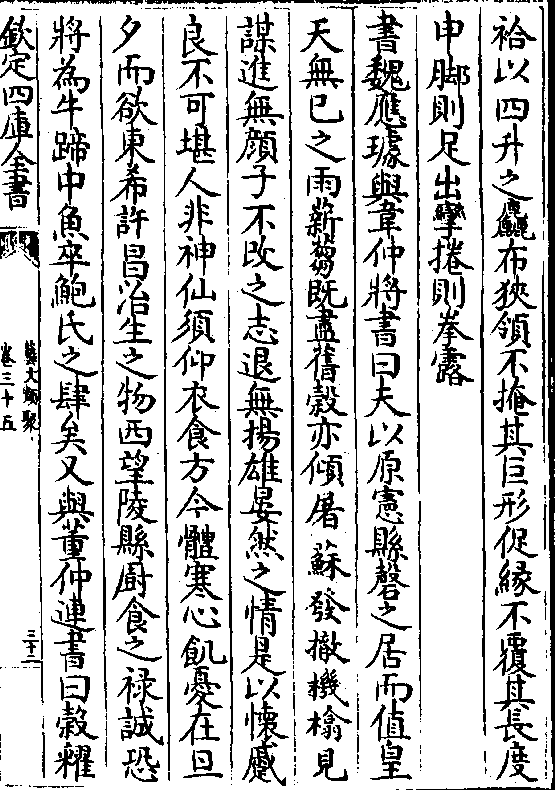 袷以四升之麤布狹領不掩其巨形促縁不覆其長度
申脚則足出攣捲則拳露
書魏應璩與韋仲將書曰夫以原憲縣磬之居而值皇
天無已之雨薪芻既盡舊穀亦傾屠蘇發撤機榻見
謀進無顔子不改之志退無揚雄晏然之情是以懷戚
良不可堪人非神仙須仰衣食方今體寒心飢憂在旦
夕而欲東希許昌治生之物西望陵縣厨食之禄誠恐
將為牛蹄中魚卒鮑氏之肆矣又與董仲連書曰穀糴
欽定四庫全書
藝文類聚
卷三十五
三十二